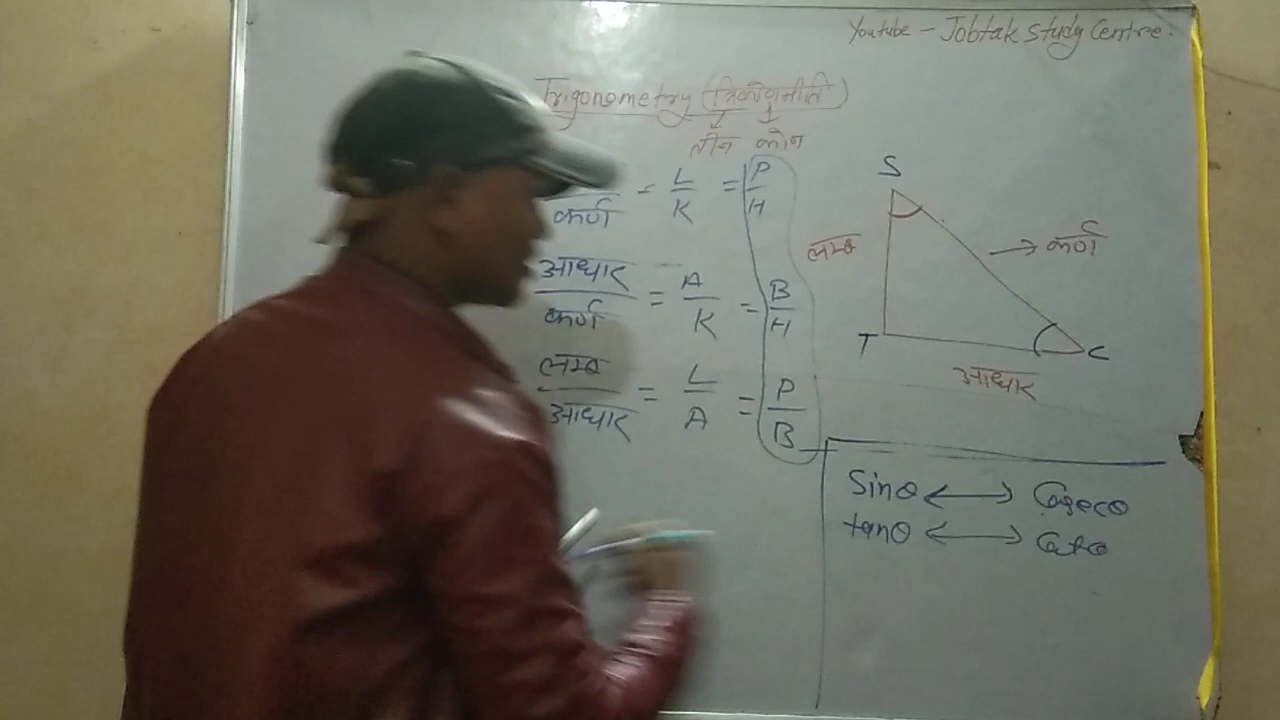 Youtube - Jobtak Study Centre.
Trigonometry (त्रिकोणमीति)
तीन कोन
कर्ण = L/K = P/H
आधार/कर्ण = A/K = B/H
लम्ब/आधार = L/A = P/B
S
लम्ब
→ कर्ण
T
C
आधार
Sinθ ↔ Cosecθ
tanθ ↔ Cotθ